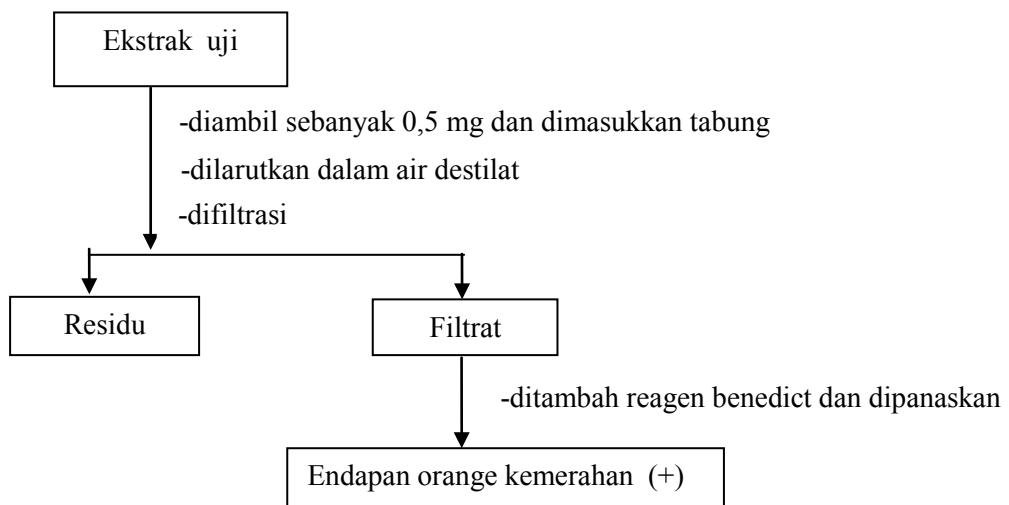 Ekstrak uji
-diambil sebanyak 0,5 mg dan dimasukkan tabung
-dilarutkan dalam air destilat
-difiltrasi
Residu
Filtrat
-ditambah reagen benedict dan dipanaskan
Endapan orange kemerahan (+)